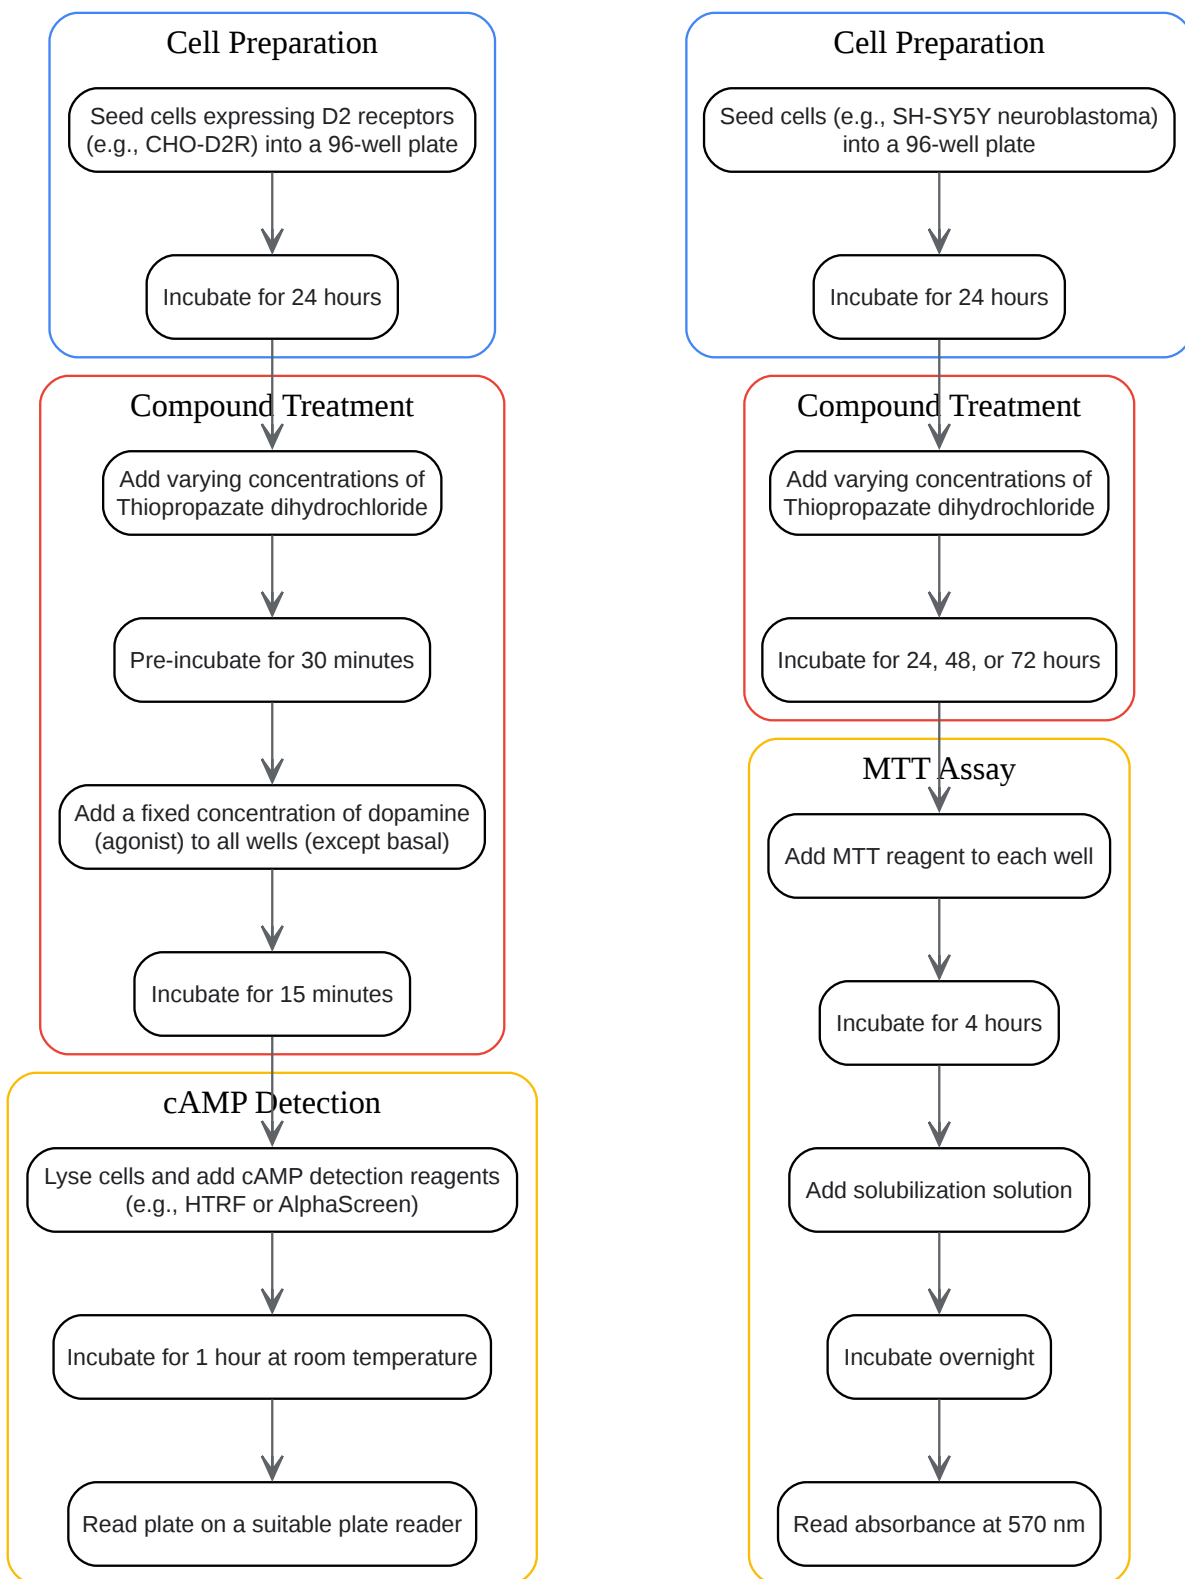 Cell Preparation
Seed cells expressing D2 receptors
(e.g., CHO-D2R) into a 96-well plate
Incubate for 24 hours
Compound Treatment
Add varying concentrations of
Thiopropazate dihydrochloride
Pre-incubate for 30 minutes
Add a fixed concentration of dopamine
(agonist) to all wells (except basal)
Incubate for 15 minutes
cAMP Detection
Lyse cells and add cAMP detection reagents
(e.g., HTRF or AlphaScreen)
Incubate for 1 hour at room temperature
Read plate on a suitable plate reader
Cell Preparation
Seed cells (e.g., SH-SY5Y neuroblastoma)
into a 96-well plate
Incubate for 24 hours
Compound Treatment
Add varying concentrations of
Thiopropazate dihydrochloride
Incubate for 24, 48, or 72 hours
MTT Assay
Add MTT reagent to each well
Incubate for 4 hours
Add solubilization solution
Incubate overnight
Read absorbance at 570 nm